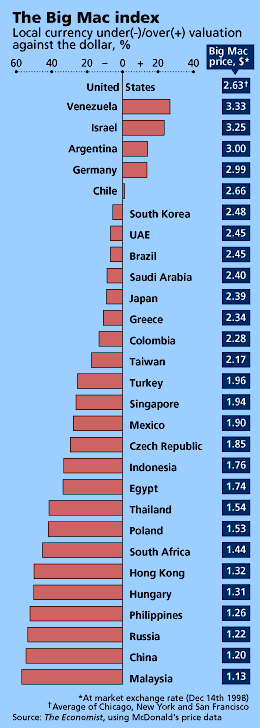 The Big Mac index
Local currency under(-)/over(+) valuation
against the dollar, %
Big Mac
price, $*
60 40 20 – 0 + 20 40
United States 2.63†
Venezuela 3.33
Israel 3.25
Argentina 3.00
Germany 2.99
Chile 2.66
South Korea 2.48
UAE 2.45
Brazil 2.45
Saudi Arabia 2.40
Japan 2.39
Greece 2.34
Colombia 2.28
Taiwan 2.17
Turkey 1.96
Singapore 1.94
Mexico 1.90
Czech Republic 1.85
Indonesia 1.76
Egypt 1.74
Thailand 1.54
Poland 1.53
South Africa 1.44
Hong Kong 1.32
Hungary 1.31
Philippines 1.26
Russia 1.22
China 1.20
Malaysia 1.13
*At market exchange rate (Dec 14th 1998)
†Average of Chicago, New York and San Francisco
Source: The Economist, using McDonald's price data